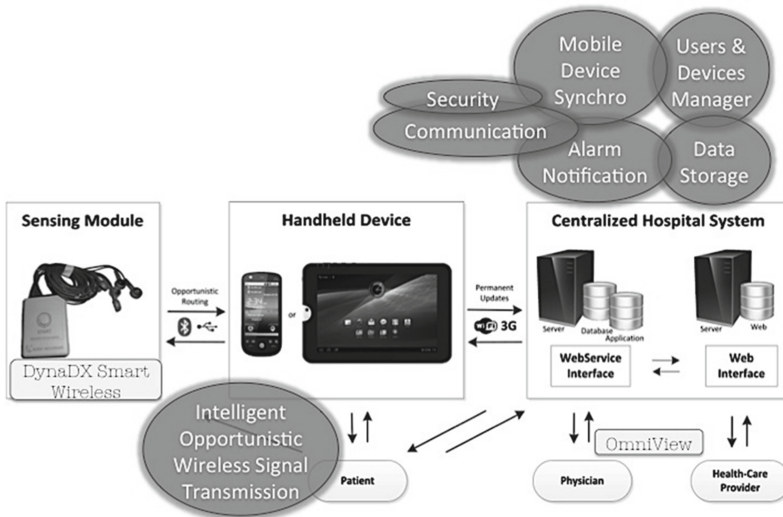 Mobile
Device
Synchro
Users &
Devices
Manager
Security
Communication
Alarm
Notification
Data
Storage
Sensing Module
Handheld Device
Centralized Hospital System
Opportunistic
Routing
or
Permanent
Updates
WiFi 3G
Server
Database
Application
Server
Web
WebService
Interface
Web
Interface
DynaDX Smart
Wireless
Intelligent
Opportunistic
Wireless Signal
Transmission
OmniView
Patient
Physician
Health-Care
Provider